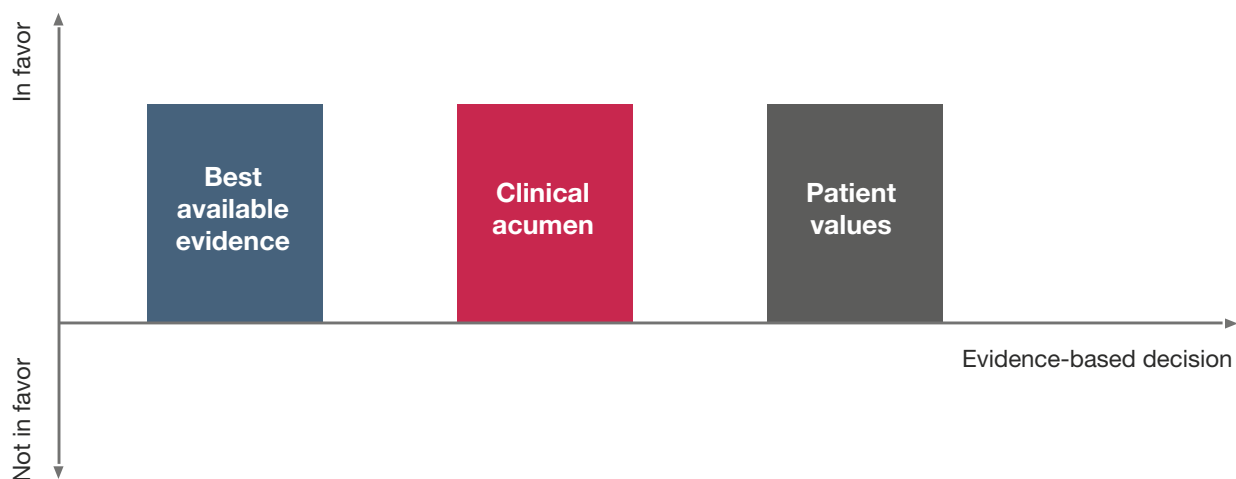 In favor
Best
available
evidence
Clinical
acumen
Patient
values
Evidence-based decision
Not in favor